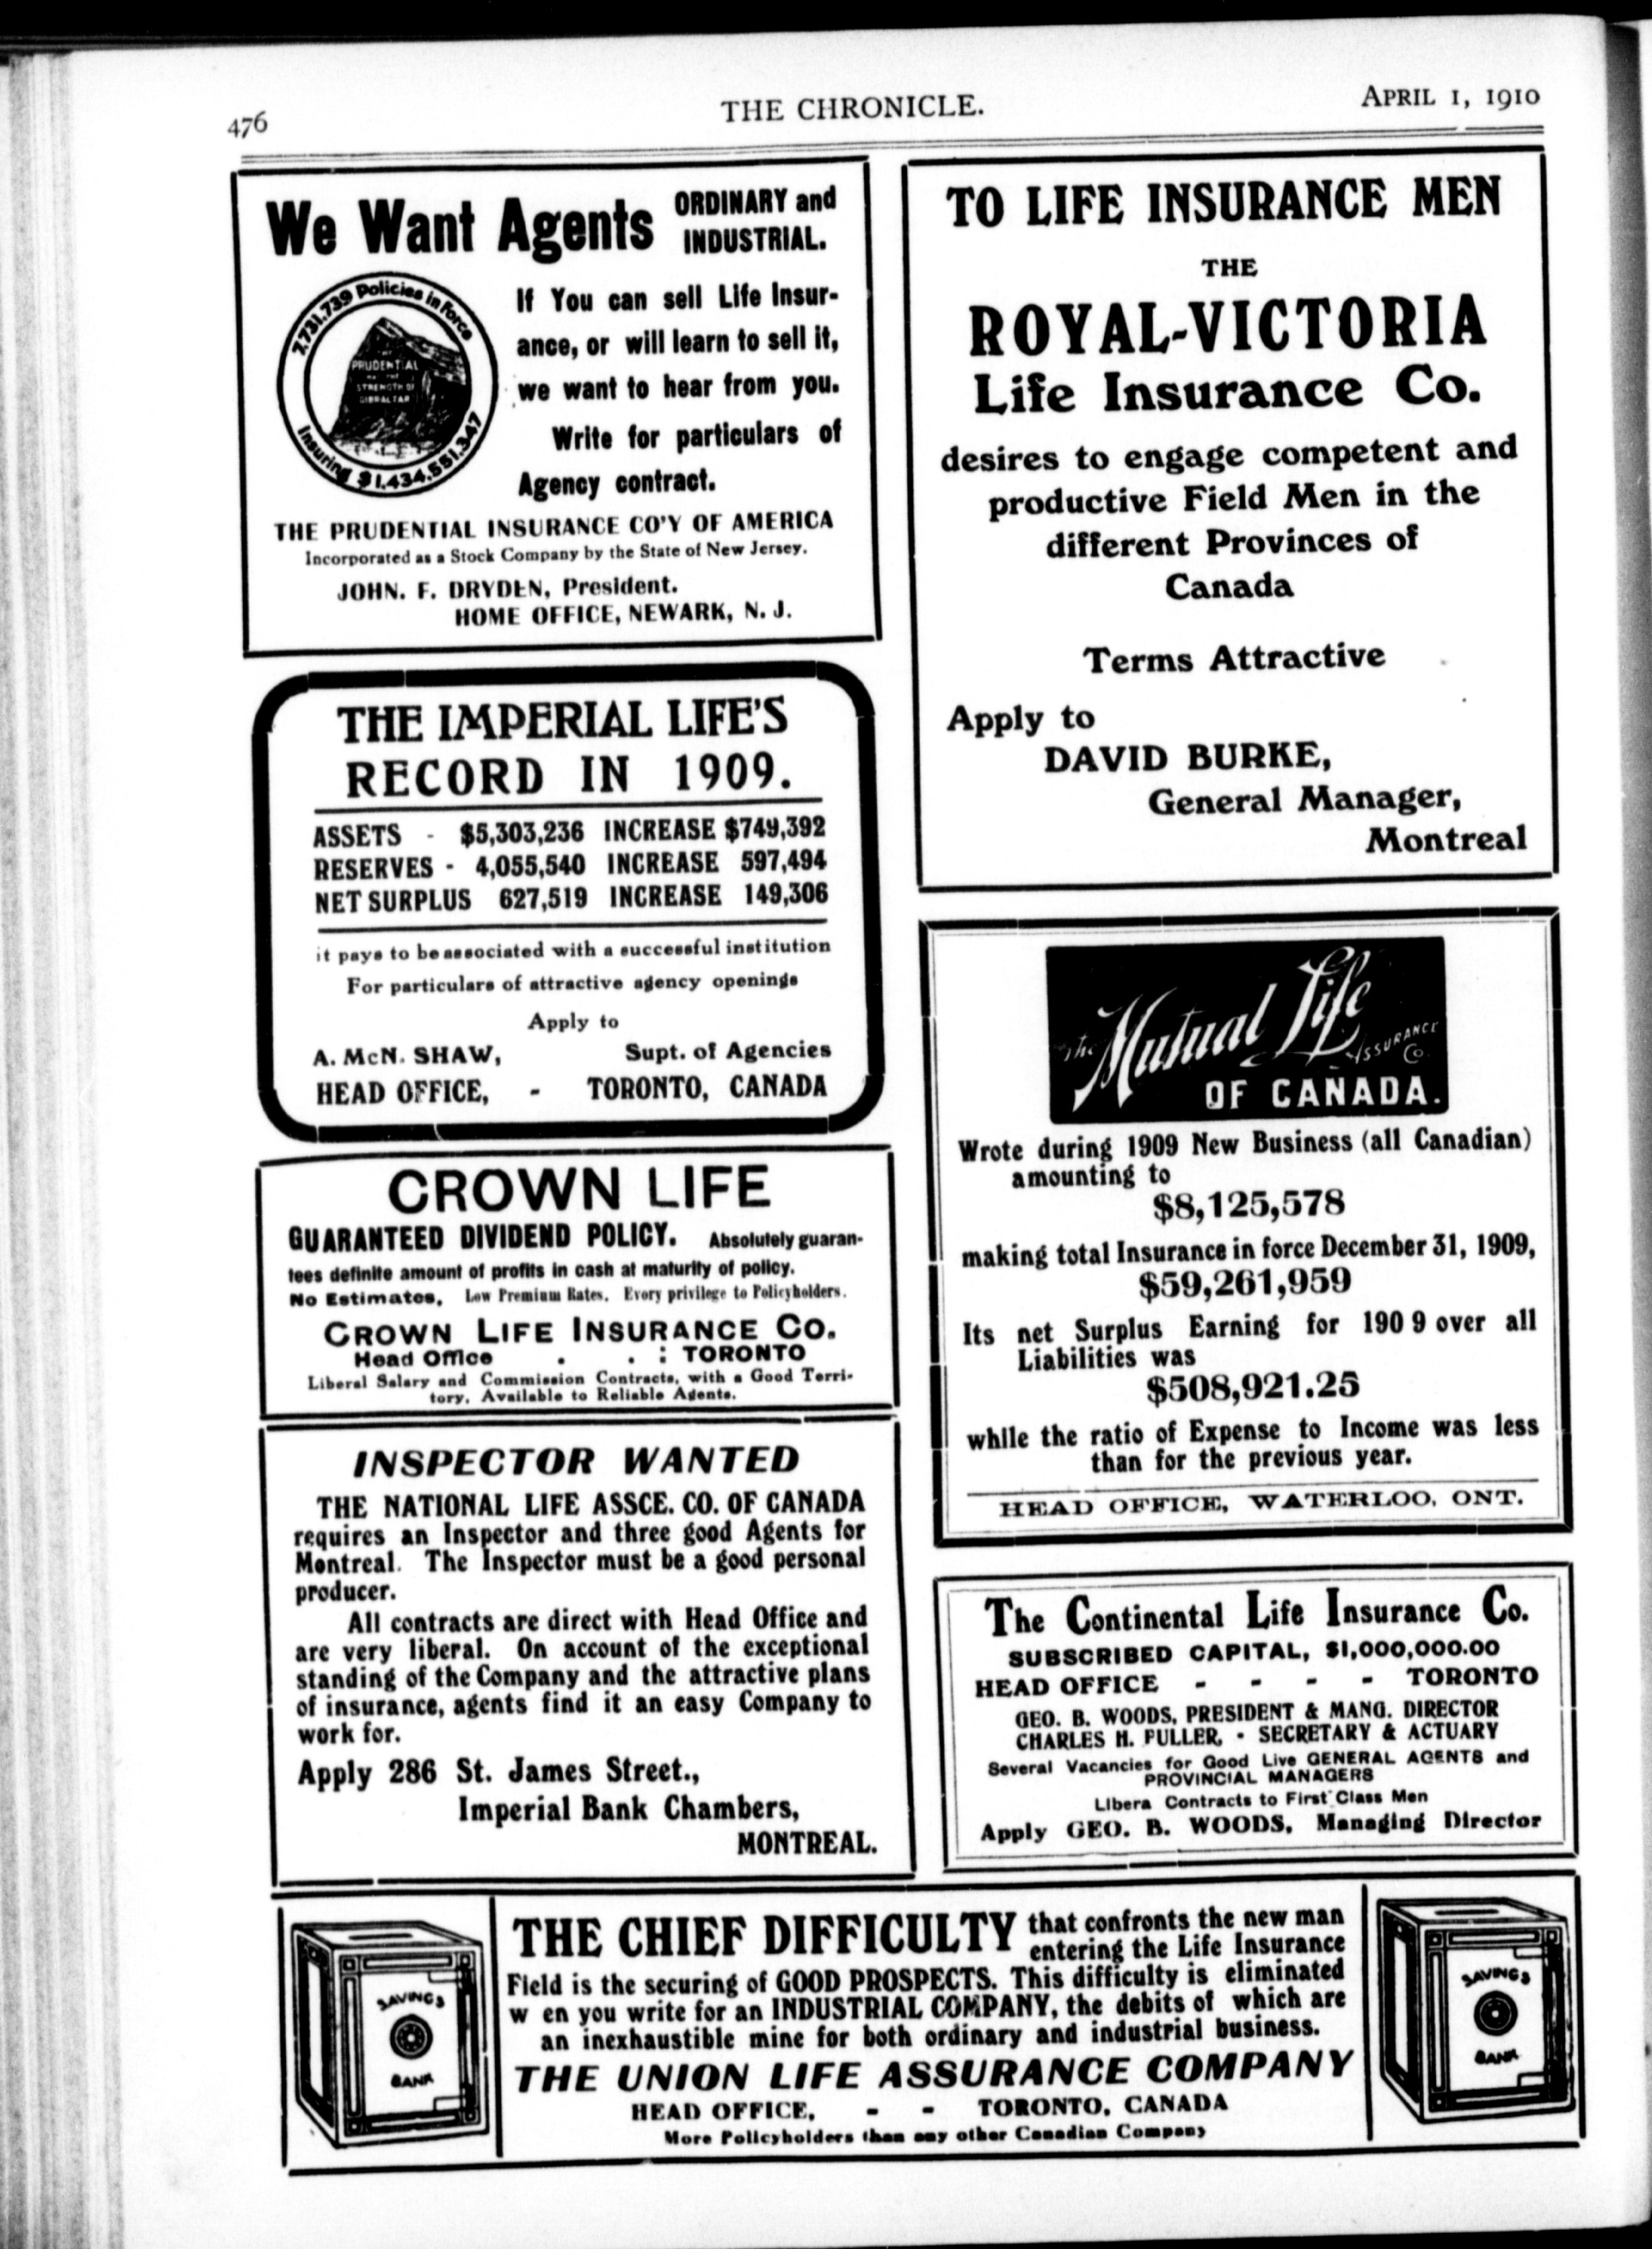 476
THE CHRONICLE.
APRIL 1, 1910
We Want Agents ORDINARY and
INDUSTRIAL.
7,731,739 Policies in Force
PRUDENTIAL
STRENGTH OF
GIBRALTAR
Insuring $1,434,551,347
If You can sell Life Insur-
ance, or will learn to sell it,
we want to hear from you.
Write for particulars of
Agency contract.
THE PRUDENTIAL INSURANCE CO'Y OF AMERICA
Incorporated as a Stock Company by the State of New Jersey.
JOHN. F. DRYDEN, President.
HOME OFFICE, NEWARK, N. J.
THE IMPERIAL LIFE'S
RECORD IN 1909.
ASSETS - $5,303,236 INCREASE $749,392
RESERVES - 4,055,540 INCREASE 597,494
NET SURPLUS 627,519 INCREASE 149,306
it pays to be associated with a successful institution
For particulars of attractive agency openings
Apply to
A. McN. SHAW, Supt. of Agencies
HEAD OFFICE, - TORONTO, CANADA
CROWN LIFE
GUARANTEED DIVIDEND POLICY. Absolutely guaran-
tees definite amount of profits in cash at maturity of policy.
No Estimates, Low Premium Rates. Every privilege to Policyholders.
CROWN LIFE INSURANCE CO.
Head Office . . : TORONTO
Liberal Salary and Commission Contracts, with a Good Terri-
tory, Available to Reliable Agents.
INSPECTOR WANTED
THE NATIONAL LIFE ASSCE. CO. OF CANADA
requires an Inspector and three good Agents for
Montreal. The Inspector must be a good personal
producer.
All contracts are direct with Head Office and
are very liberal. On account of the exceptional
standing of the Company and the attractive plans
of insurance, agents find it an easy Company to
work for.
Apply 286 St. James Street.,
Imperial Bank Chambers,
MONTREAL.
TO LIFE INSURANCE MEN
THE
ROYAL-VICTORIA
Life Insurance Co.
desires to engage competent and
productive Field Men in the
different Provinces of
Canada
Terms Attractive
Apply to
DAVID BURKE,
General Manager,
Montreal
The Mutual Life
ASSURANCE
Co.
OF CANADA.
Wrote during 1909 New Business (all Canadian)
amounting to
$8,125,578
making total Insurance in force December 31, 1909,
$59,261,959
Its net Surplus Earning for 190 9 over all
Liabilities was
$508,921.25
while the ratio of Expense to Income was less
than for the previous year.
HEAD OFFICE, WATERLOO, ONT.
The Continental Life Insurance Co.
SUBSCRIBED CAPITAL, $1,000,000.00
HEAD OFFICE - - - - TORONTO
GEO. B. WOODS, PRESIDENT & MANG. DIRECTOR
CHARLES H. FULLER, - SECRETARY & ACTUARY
Several Vacancies for Good Live GENERAL AGENTS and
PROVINCIAL MANAGERS
Libera Contracts to First Class Men
Apply GEO. B. WOODS, Managing Director
SAVINGS
BANK
THE CHIEF DIFFICULTY that confronts the new man
entering the Life Insurance
Field is the securing of GOOD PROSPECTS. This difficulty is eliminated
w en you write for an INDUSTRIAL COMPANY, the debits of which are
an inexhaustible mine for both ordinary and industrial business.
THE UNION LIFE ASSURANCE COMPANY
HEAD OFFICE, - - TORONTO, CANADA
More Policyholders than any other Canadian Company
SAVINGS
BANK